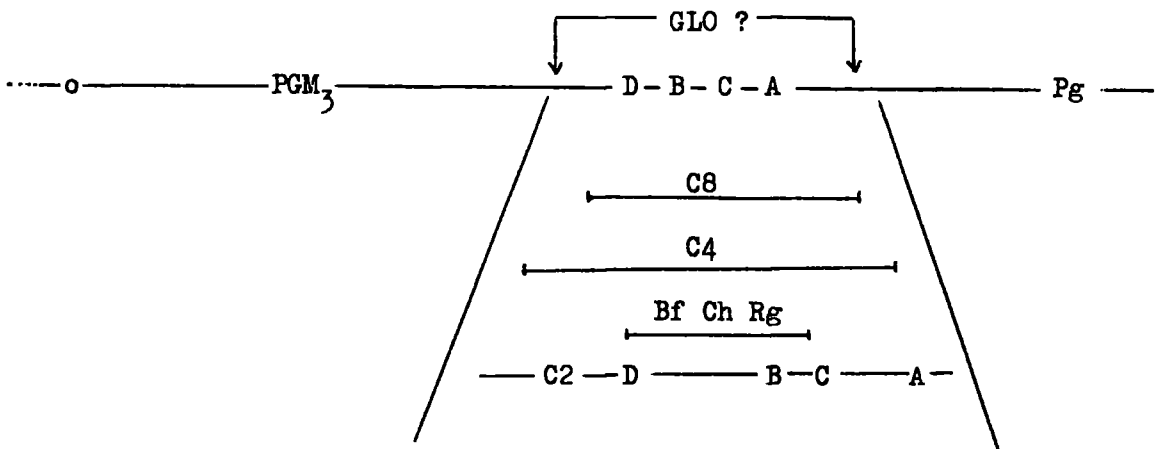 GLO ?
o PGM3 D-B-C-A Pg
C8
C4
Bf Ch Rg
C2 D B C A